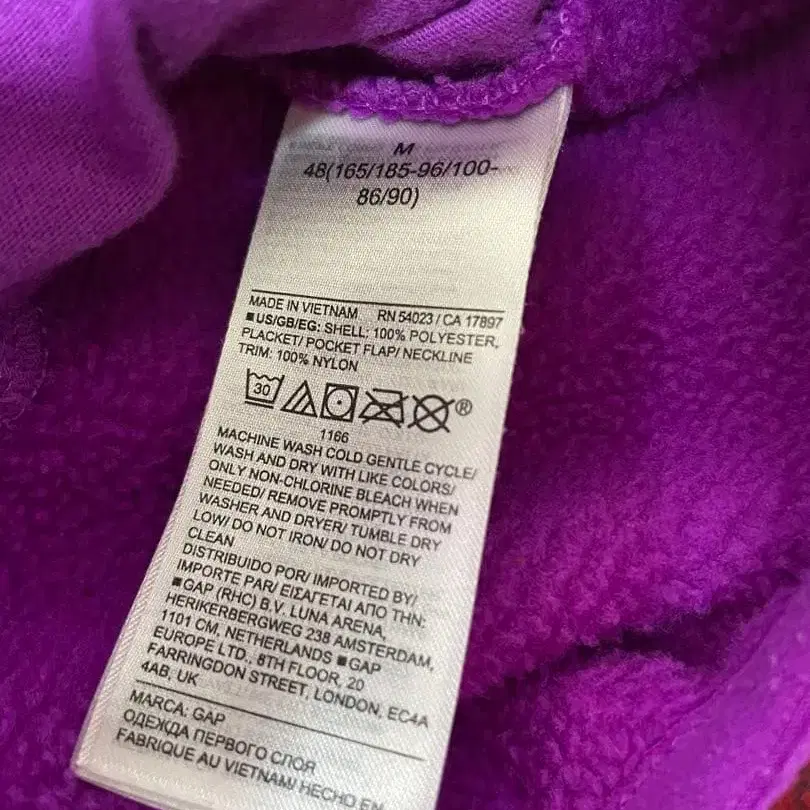 M
48(165/185-96/100-
86/90)
MADE IN VIETNAM RN 54023 / CA 17897
■US/GB/EG: SHELL: 100% POLYESTER,
PLACKET/ POCKET FLAP/ NECKLINE
TRIM: 100% NYLON
30 ®
1166
MACHINE WASH COLD GENTLE CYCLE/
WASH AND DRY WITH LIKE COLORS/
ONLY NON-CHLORINE BLEACH WHEN
NEEDED/ REMOVE PROMPTLY FROM
WASHER AND DRYER/ TUMBLE DRY
LOW/ DO NOT IRON/ DO NOT DRY
CLEAN
DISTRIBUIDO POR/ IMPORTED BY/
IMPORTE PAR/ ΕΙΣΑΓΕΤΑΙ ΑΠΟ ΤΗΝ:
■GAP (RHC) B.V. LUNA ARENA,
HERIKERBERGWEG 238 AMSTERDAM,
1101 CM, NETHERLANDS ■GAP
EUROPE LTD., 8TH FLOOR, 20
FARRINGDON STREET, LONDON, EC4A
4AB, UK
MARCA: GAP
ОДЕЖДА ПЕРВОГО СЛОЯ
FABRIQUE AU VIETNAM/ HECHO EN